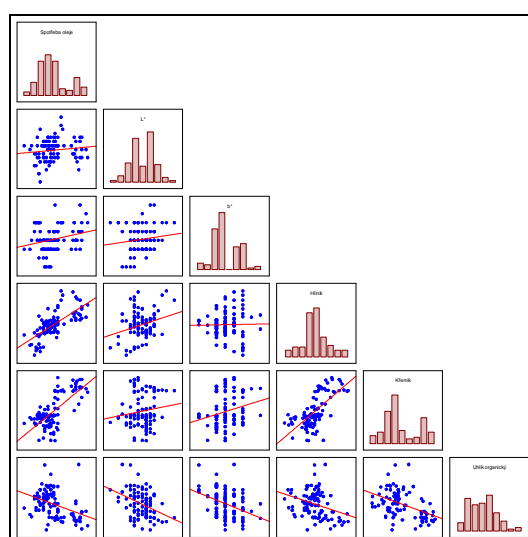 Spotřeba oleje
L*
b*
Hliník
Křemík
Uhlík organický